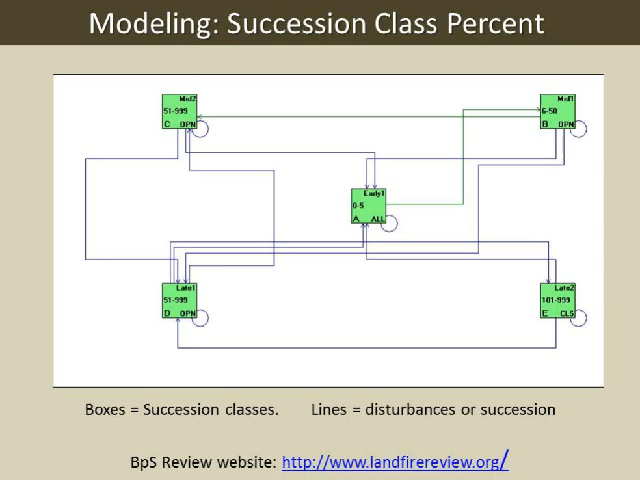 Modeling: Succession Class Percent
Mid2
51-999
C OPN
Mid1
6-50
B OPN
Early1
0-5
A ALL
Late1
51-999
D OPN
Late2
101-999
E CLS
Boxes = Succession classes. Lines = disturbances or succession
BpS Review website: http://www.landfirereview.org/